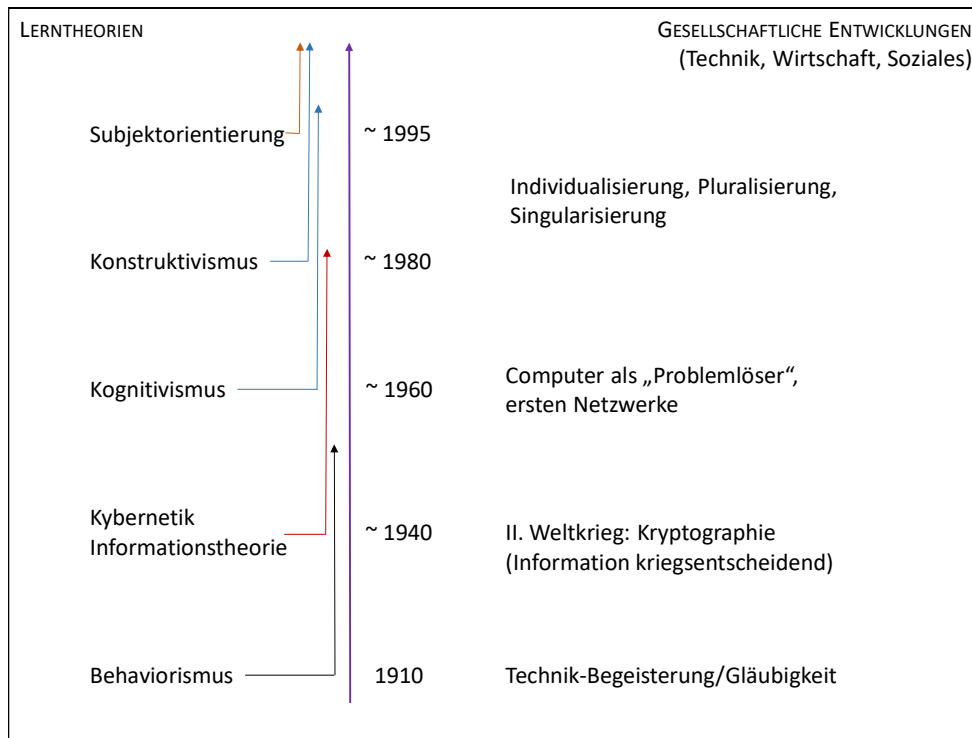 LERNTHEORIEN
GESELLSCHAFTLICHE ENTWICKLUNGEN
(Technik, Wirtschaft, Soziales)
Subjektorientierung
~ 1995
Individualisierung, Pluralisierung,
Singularisierung
Konstruktivismus
~ 1980
Kognitivismus
~ 1960
Computer als „Problemlöser“,
ersten Netzwerke
Kybernetik
Informationstheorie
~ 1940
II. Weltkrieg: Kryptographie
(Information kriegsentscheidend)
Behaviorismus
1910
Technik-Begeisterung/Gläubigkeit